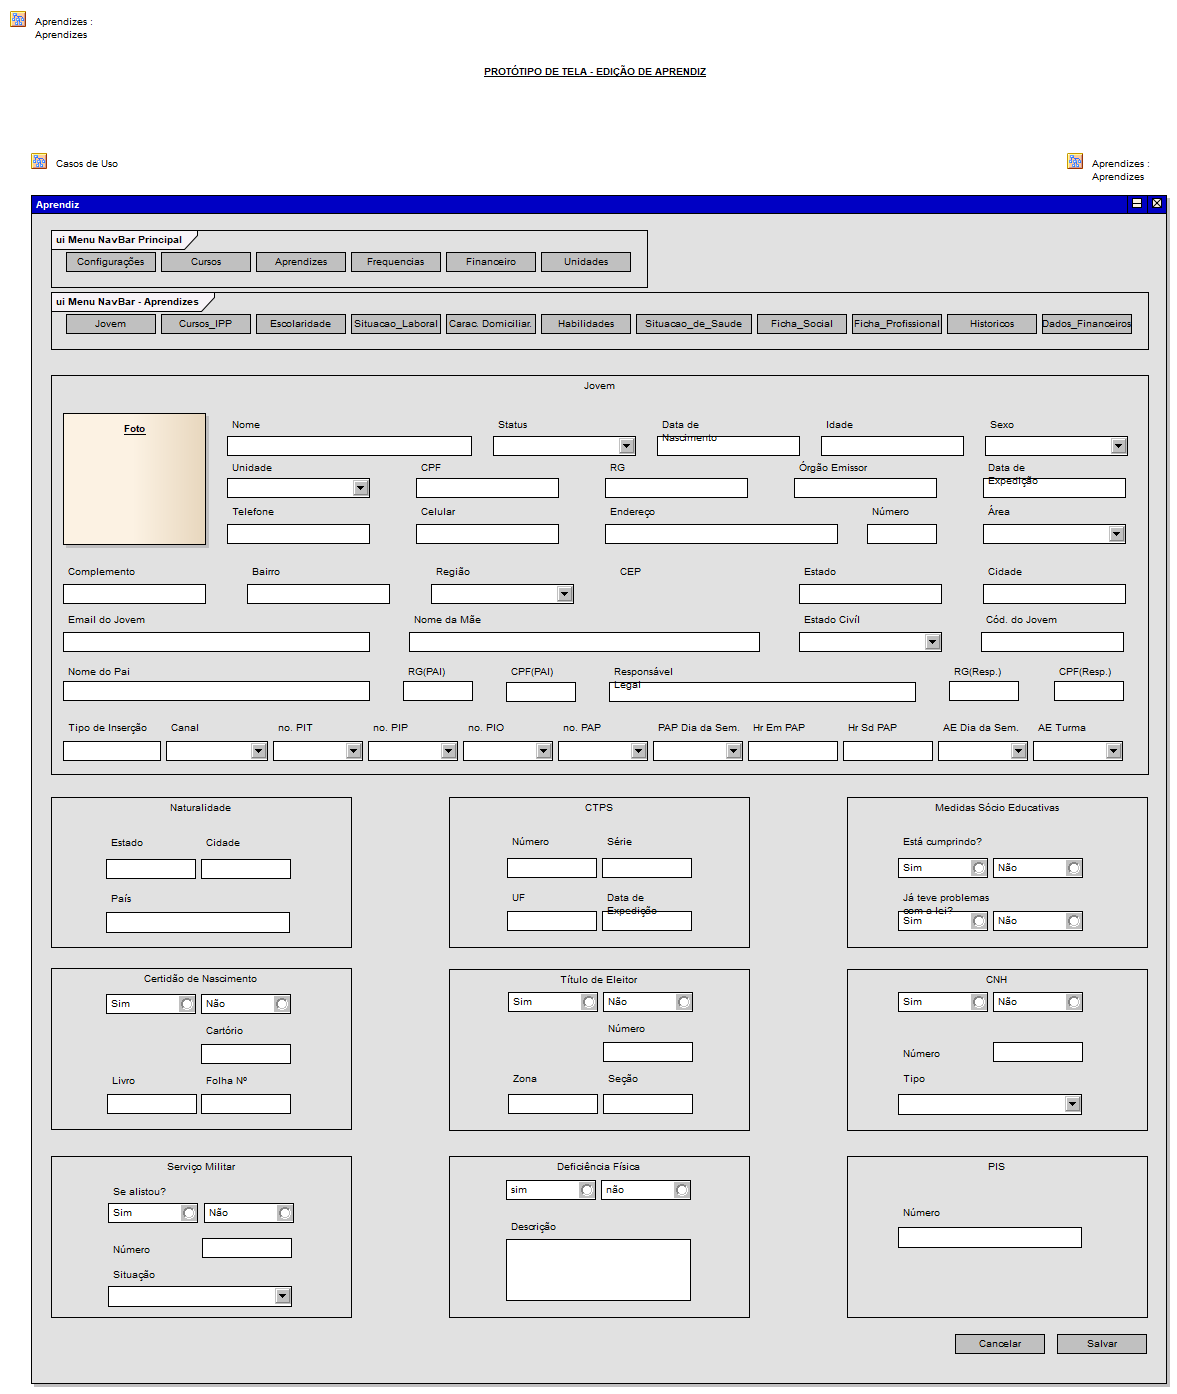 Aprendizes :
Aprendizes
PROTÓTIPO DE TELA - EDIÇÃO DE APRENDIZ
Casos de Uso
Aprendizes :
Aprendizes
Aprendiz
ui Menu NavBar Principal
Configurações Cursos Aprendizes Frequencias Financeiro Unidades
ui Menu NavBar - Aprendizes
Jovem Cursos_IPP Escolaridade Situacao_Laboral Carac. Domiciliar. Habilidades Situacao_de_Saude Ficha_Social Ficha_Profissional Historicos Dados_Financeiros
Jovem
Foto
Nome Status Data de Nascimento Idade Sexo
Unidade CPF RG Órgão Emissor Data de Expedição
Telefone Celular Endereço Número Área
Complemento Bairro Região CEP Estado Cidade
Email do Jovem Nome da Mãe Estado Civíl Cód. do Jovem
Nome do Pai RG(PAI) CPF(PAI) Responsável Legal RG(Resp.) CPF(Resp.)
Tipo de Inserção Canal no. PIT no. PIP no. PIO no. PAP PAP Dia da Sem. Hr Em PAP Hr Sd PAP AE Dia da Sem. AE Turma
Naturalidade
Estado Cidade
País
CTPS
Número Série
UF Data de Expedição
Medidas Sócio Educativas
Está cumprindo?
Sim Não
Já teve problemas
com a lei?
Sim Não
Certidão de Nascimento
Sim Não
Cartório
Livro Folha Nº
Título de Eleitor
Sim Não
Número
Zona Seção
CNH
Sim Não
Número
Tipo
Serviço Militar
Se alistou?
Sim Não
Número
Situação
Deficiência Física
sim não
Descrição
PIS
Número
Cancelar Salvar